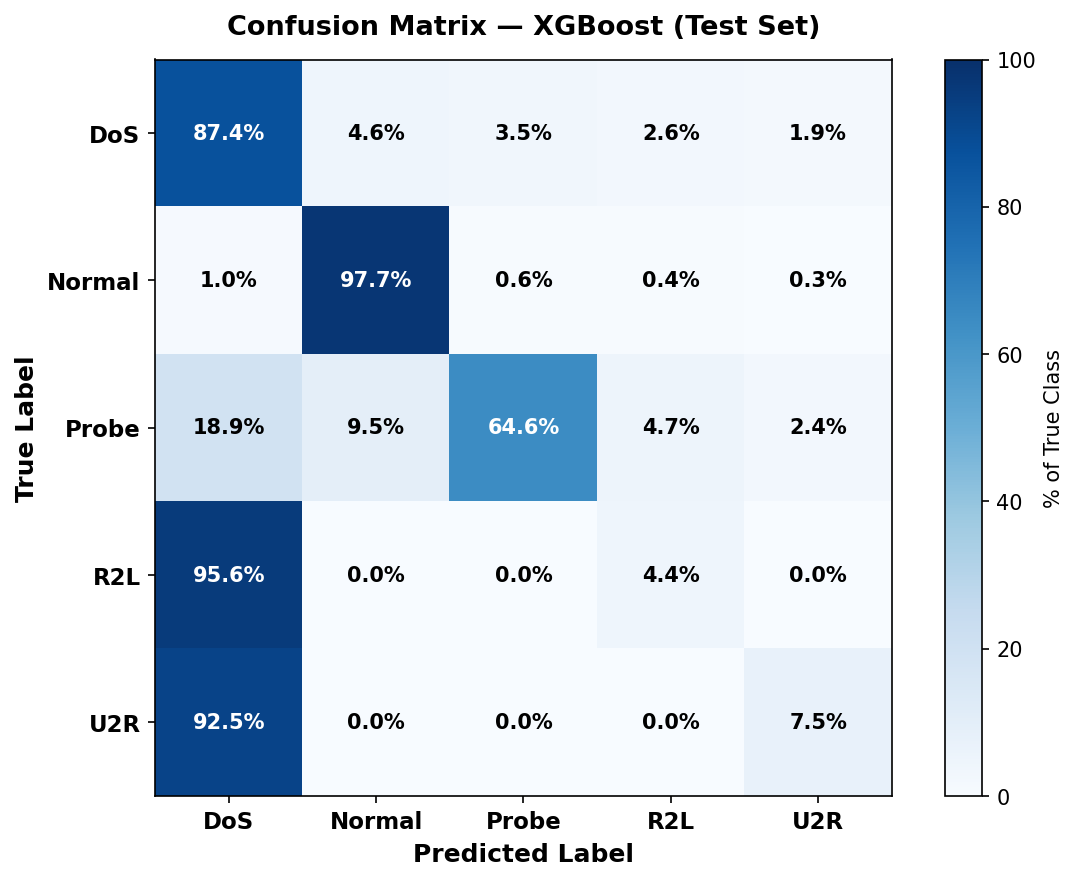 Confusion Matrix — XGBoost (Test Set)
True Label
DoS 87.4% 4.6% 3.5% 2.6% 1.9%
Normal 1.0% 97.7% 0.6% 0.4% 0.3%
Probe 18.9% 9.5% 64.6% 4.7% 2.4%
R2L 95.6% 0.0% 0.0% 4.4% 0.0%
U2R 92.5% 0.0% 0.0% 0.0% 7.5%
DoS Normal Probe R2L U2R
Predicted Label
100
80
60
40
20
0
% of True Class